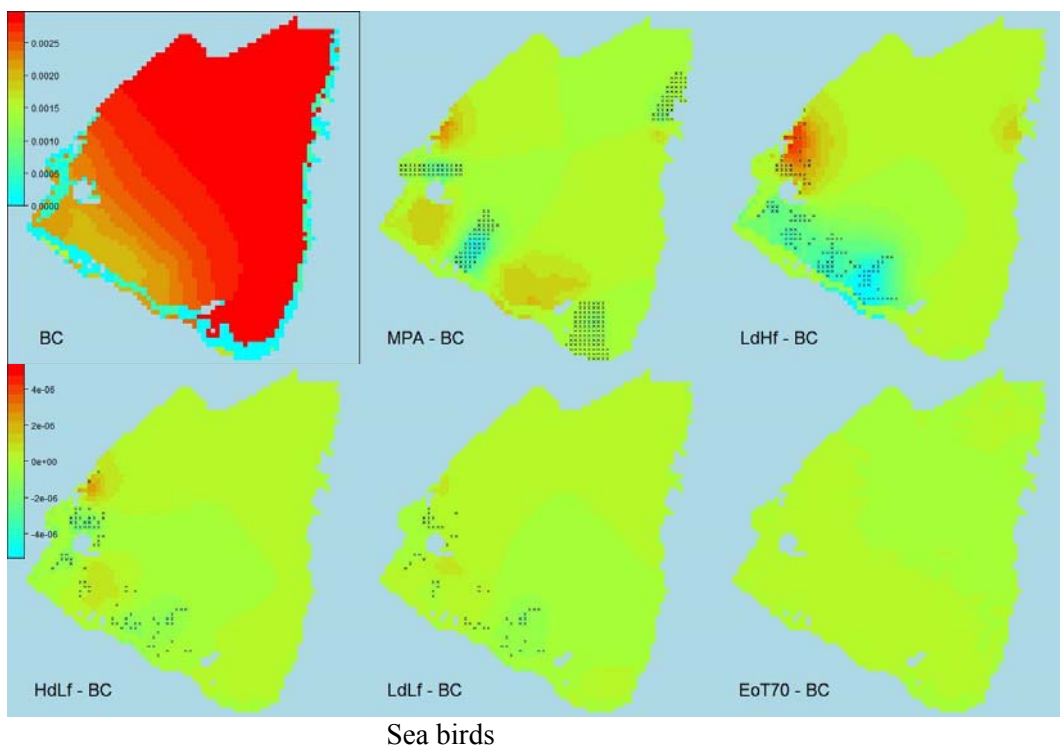 0.0025
0.0020
0.0015
0.0010
0.0005
0.0000
BC
MPA - BC
LdHf - BC
4e-06
2e-06
0e+00
-2e-06
-4e-06
HdLf - BC
LdLf - BC
EoT70 - BC
Sea birds